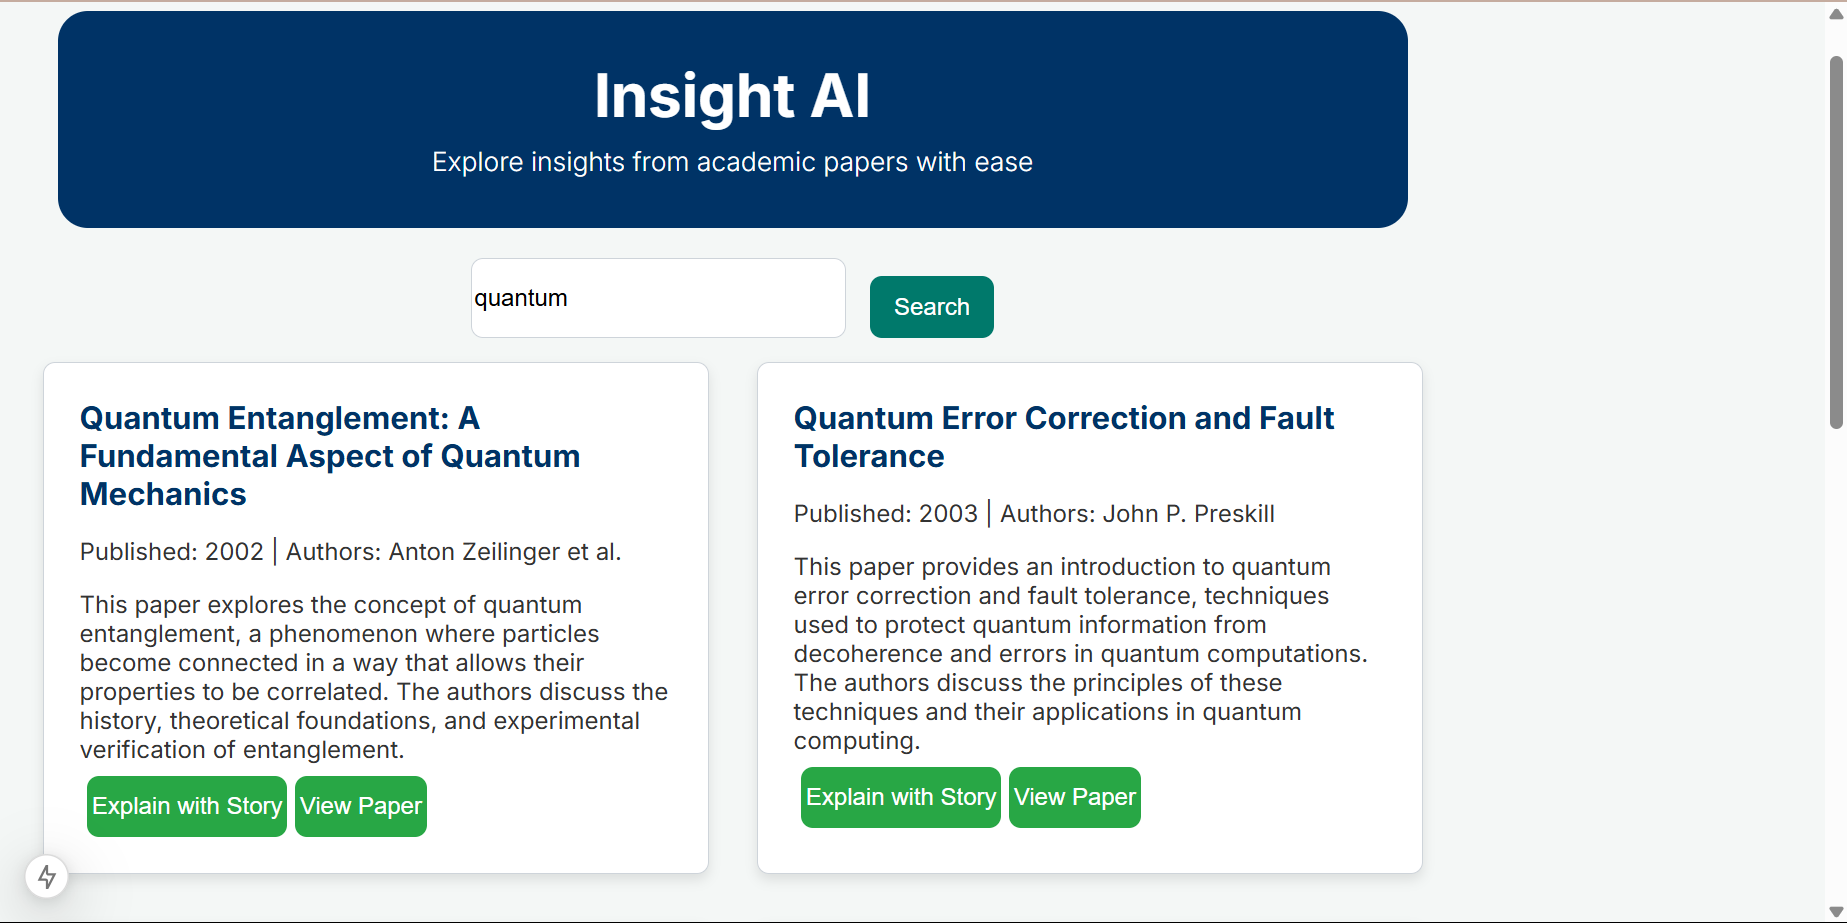 Insight AI
Explore insights from academic papers with ease
quantum
Search
Quantum Entanglement: A
Fundamental Aspect of Quantum
Mechanics
Published: 2002 | Authors: Anton Zeilinger et al.
This paper explores the concept of quantum
entanglement, a phenomenon where particles
become connected in a way that allows their
properties to be correlated. The authors discuss the
history, theoretical foundations, and experimental
verification of entanglement.
Explain with Story
View Paper
Quantum Error Correction and Fault
Tolerance
Published: 2003 | Authors: John P. Preskill
This paper provides an introduction to quantum
error correction and fault tolerance, techniques
used to protect quantum information from
decoherence and errors in quantum computations.
The authors discuss the principles of these
techniques and their applications in quantum
computing.
Explain with Story
View Paper